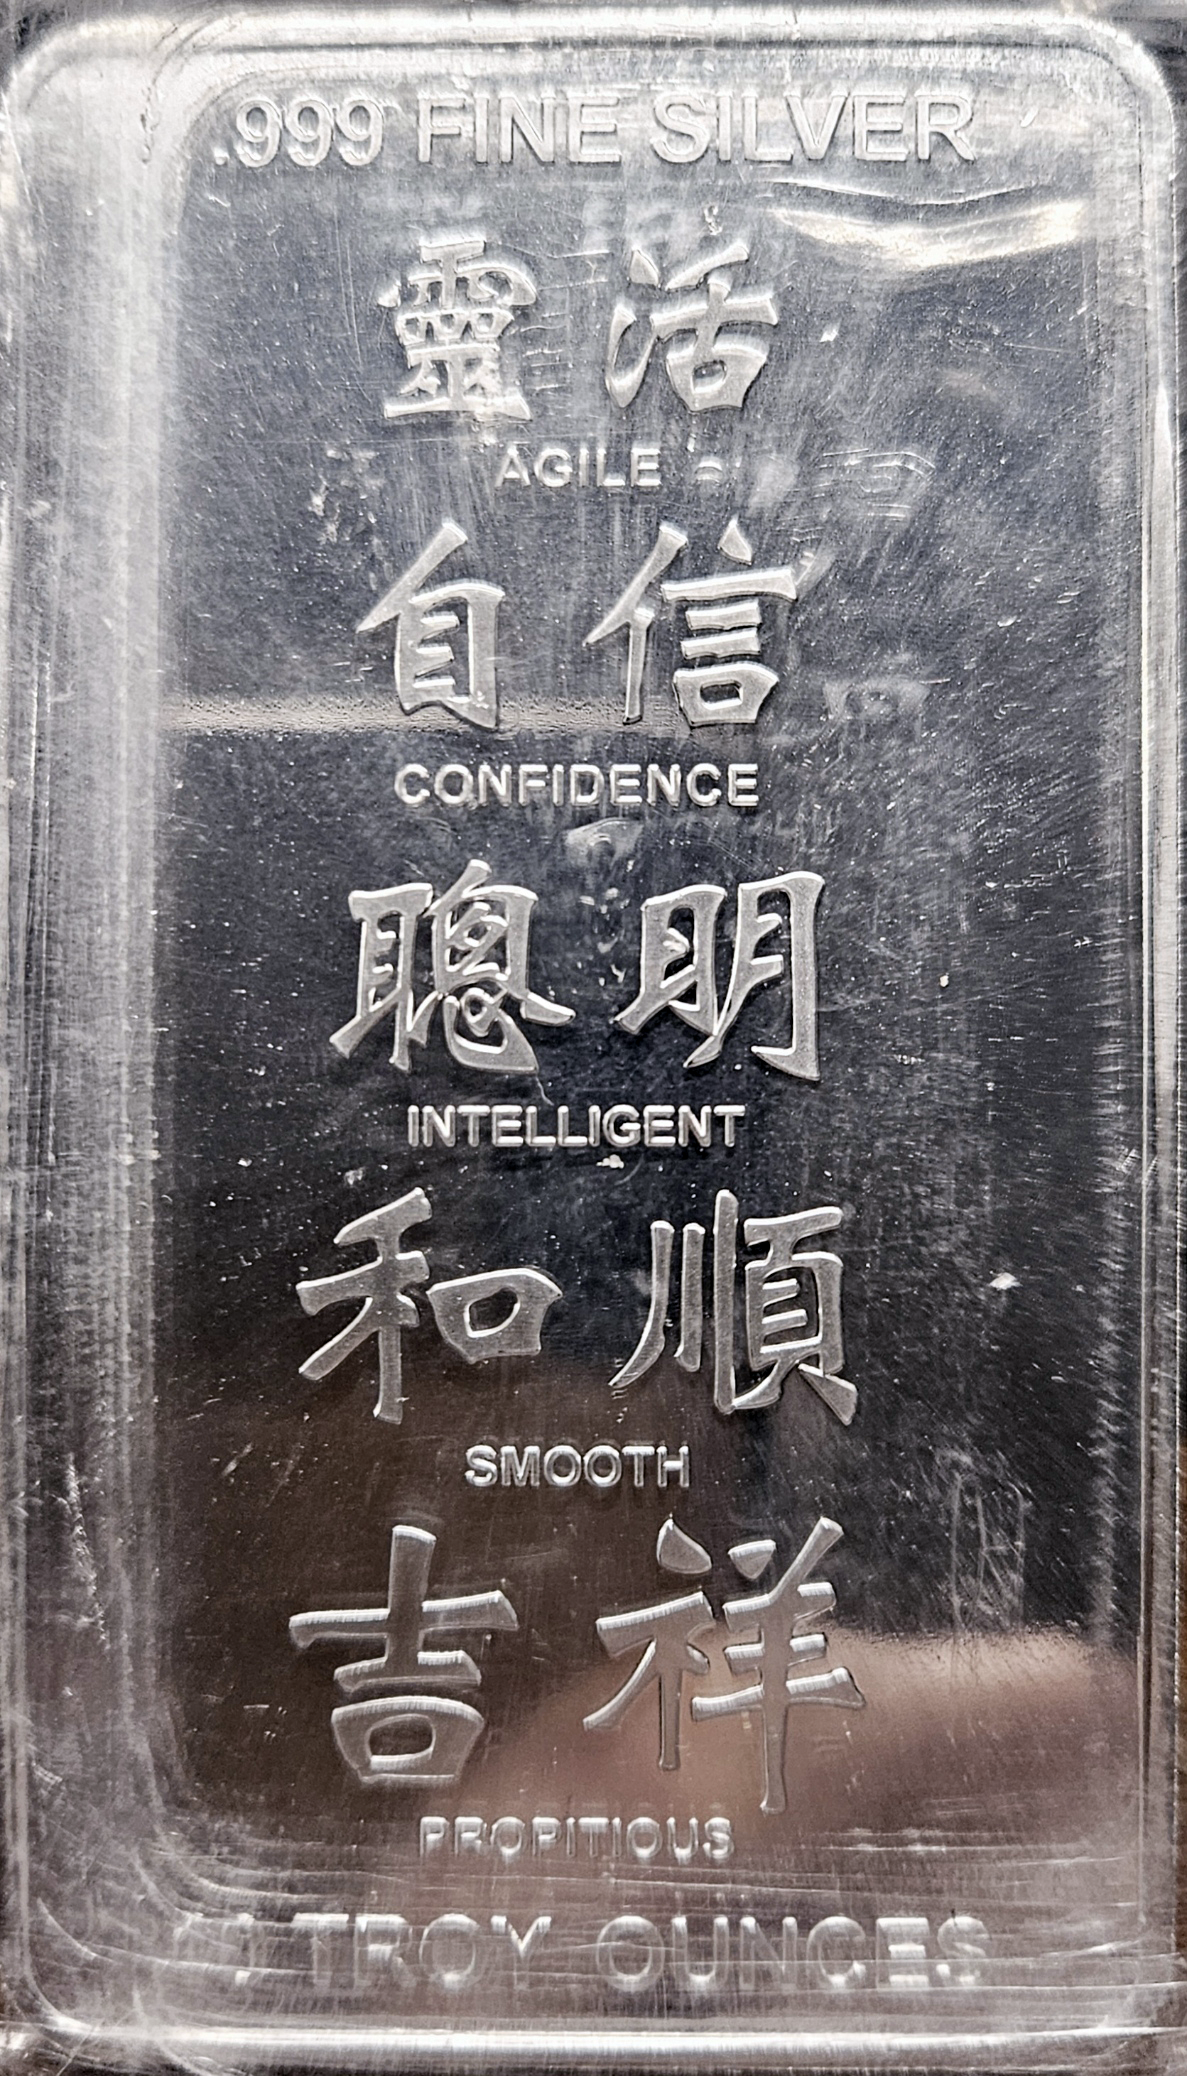 .999 FINE SILVER
靈活
AGILE
自信
CONFIDENCE
聰明
INTELLIGENT
和順
SMOOTH
吉祥
PROPITIOUS
TROY OUNCES